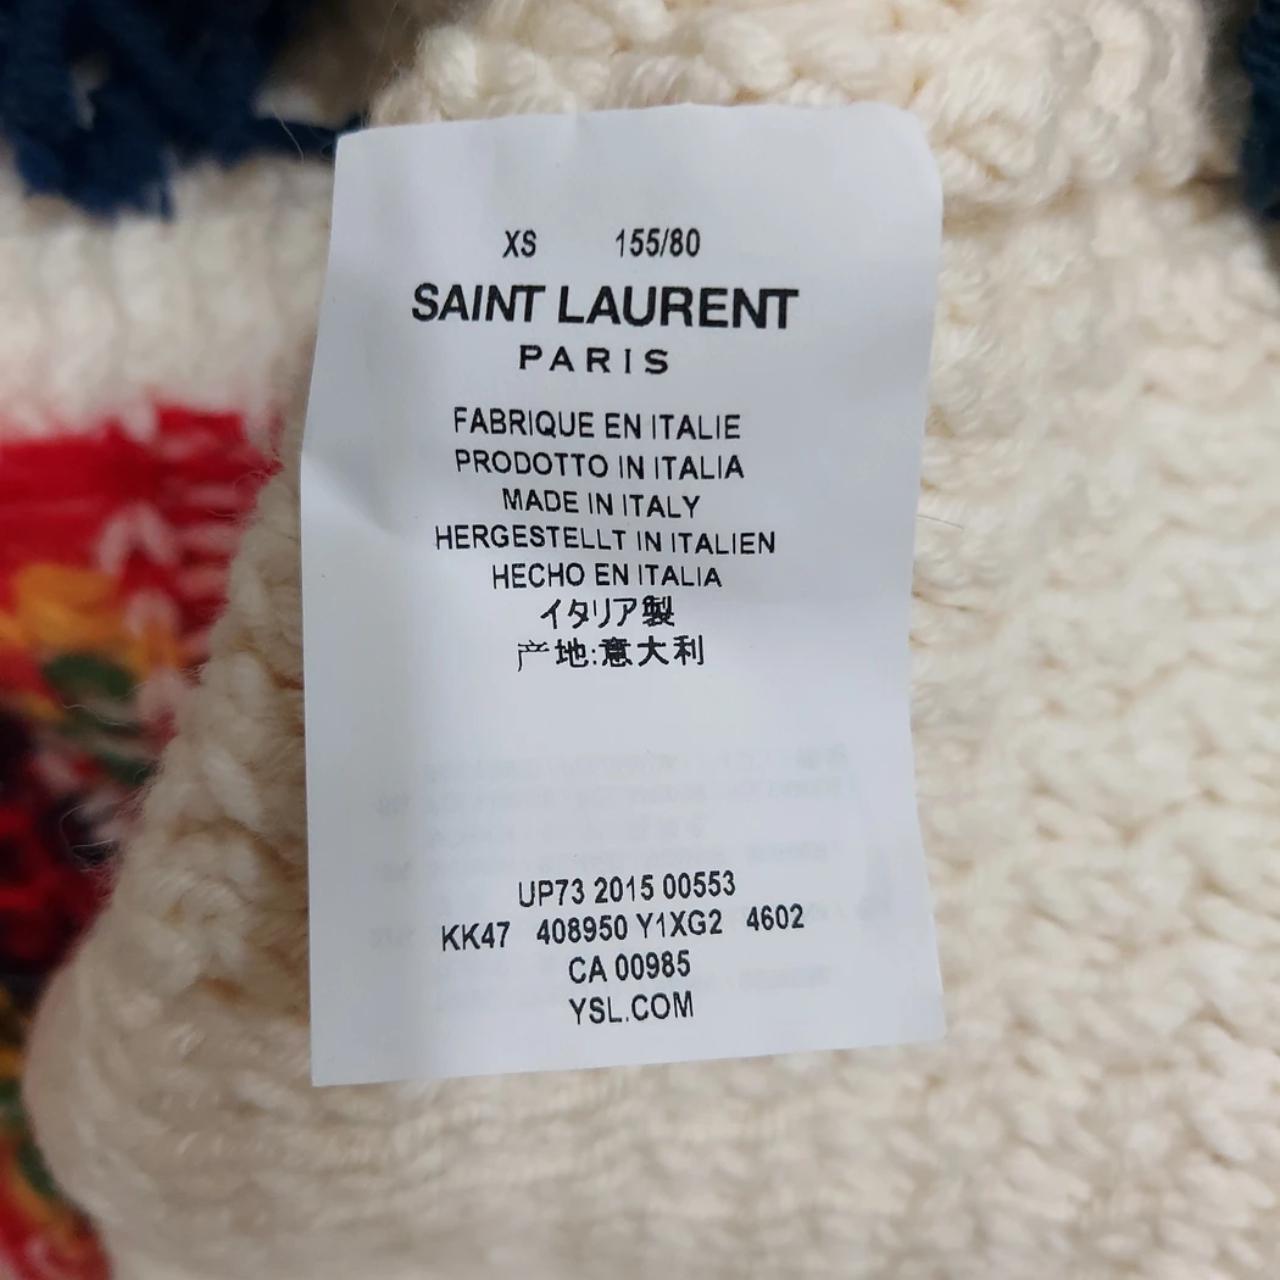 XS 155/80
SAINT LAURENT
PARIS
FABRIQUE EN ITALIE
PRODOTTO IN ITALIA
MADE IN ITALY
HERGESTELLT IN ITALIEN
HECHO EN ITALIA
イタリア製
产地:意大利
UP73 2015 00553
KK47 408950 Y1XG2 4602
CA 00985
YSL.COM